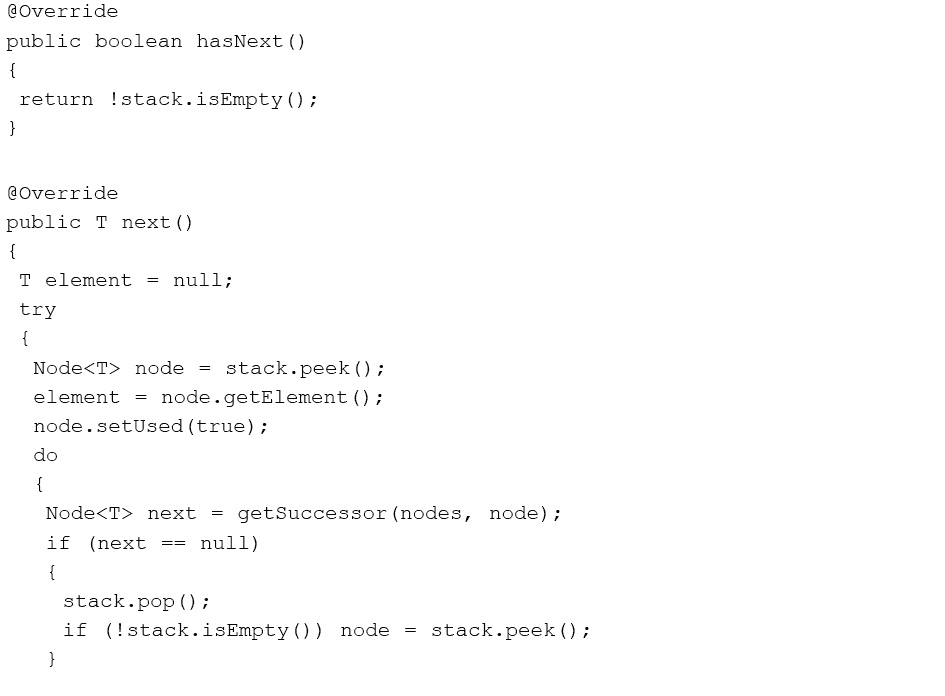 @Override
public boolean hasNext()
{
 return !stack.isEmpty();
}

@Override
public T next()
{
 T element = null;
 try
 {
  Node<T> node = stack.peek();
  element = node.getElement();
  node.setUsed(true);
  do
  {
   Node<T> next = getSuccessor(nodes, node);
   if (next == null)
   {
    stack.pop();
    if (!stack.isEmpty()) node = stack.peek();
   }